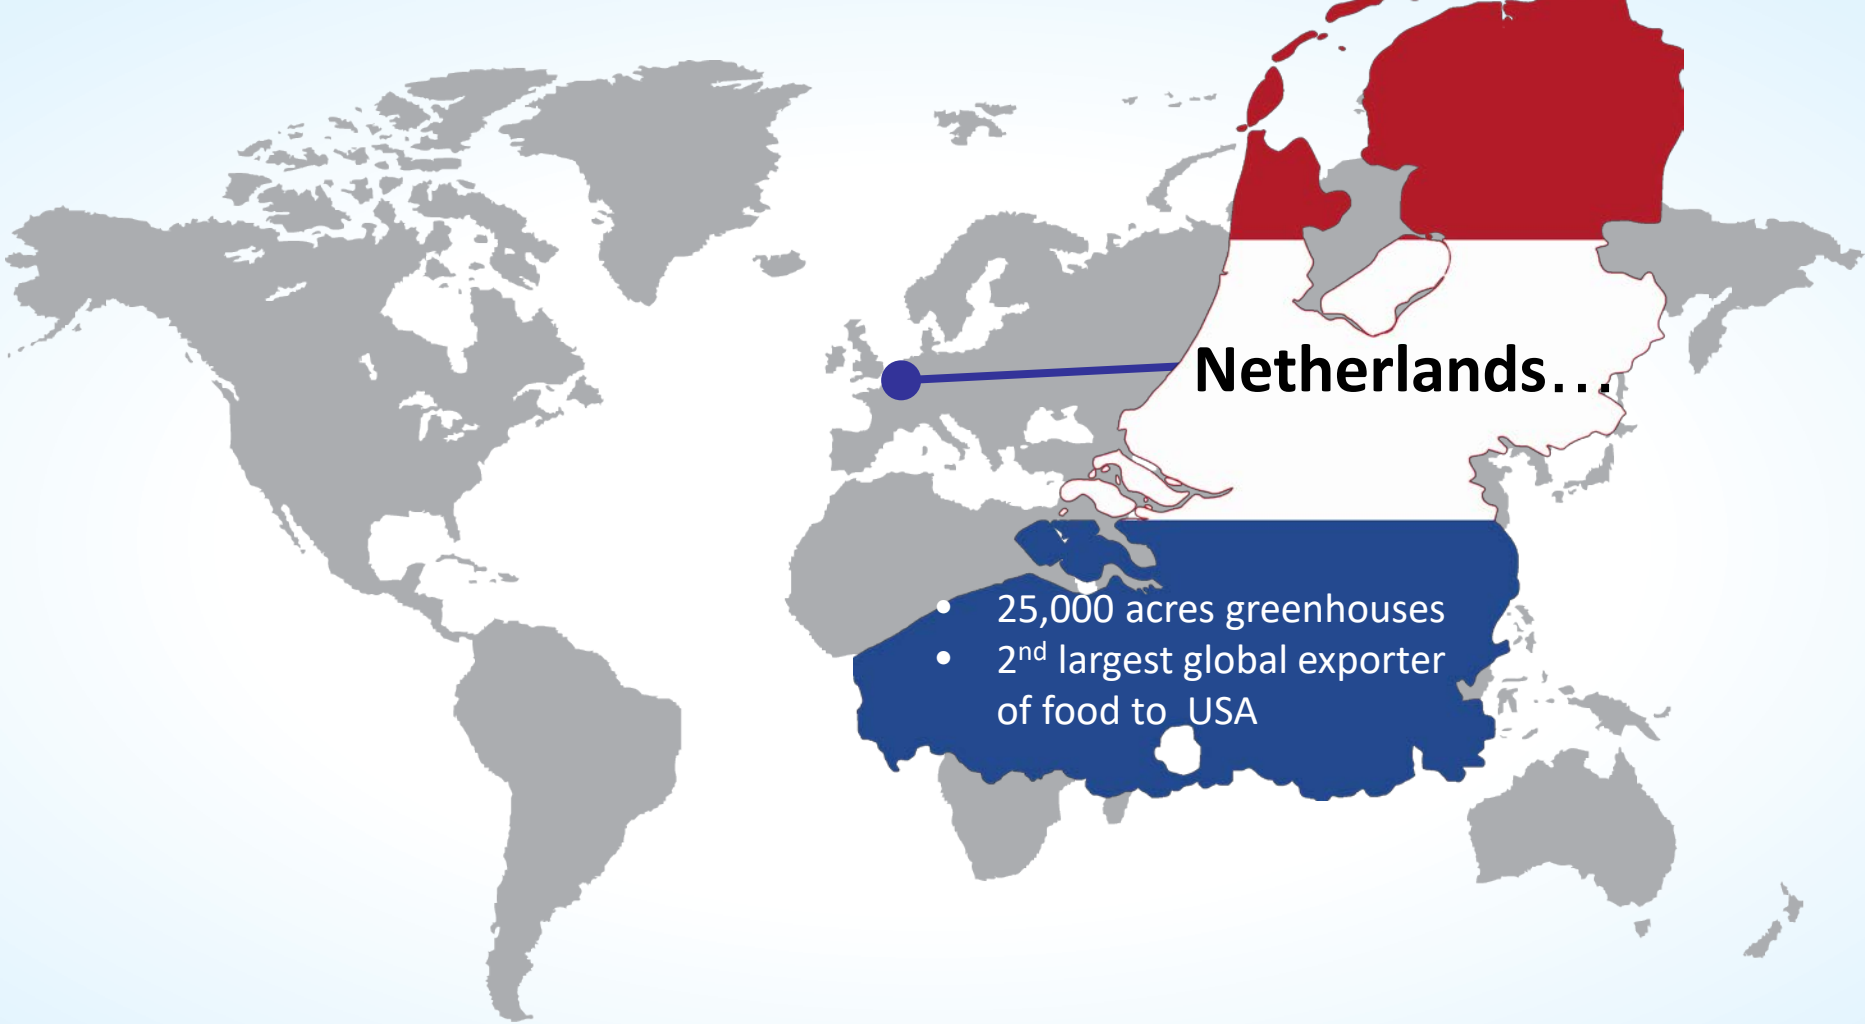 Netherlands…
• 25,000 acres greenhouses
• 2nd largest global exporter
of food to USA